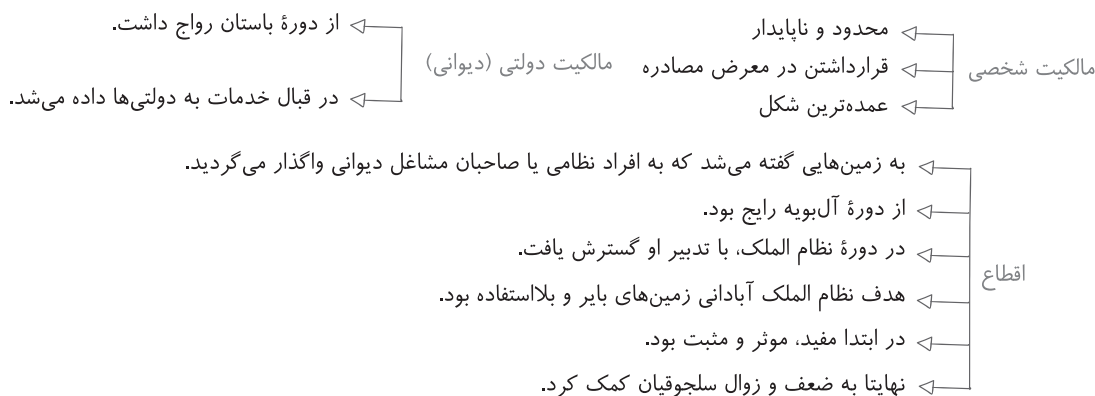 مالکیت شخصی
محدود و ناپایدار
قرارداشتن در معرض مصادره
عمده‌ترین شکل
مالکیت دولتی (دیوانی)
از دورهٔ باستان رواج داشت.
در قبال خدمات به دولتی‌ها داده می‌شد.
اقطاع
به زمین‌هایی گفته می‌شد که به افراد نظامی یا صاحبان مشاغل دیوانی واگذار می‌گردید.
از دورهٔ آل‌بویه رایج بود.
در دورهٔ نظام الملک، با تدبیر او گسترش یافت.
هدف نظام الملک آبادانی زمین‌های بایر و بلااستفاده بود.
در ابتدا مفید، موثر و مثبت بود.
نهایتا به ضعف و زوال سلجوقیان کمک کرد.